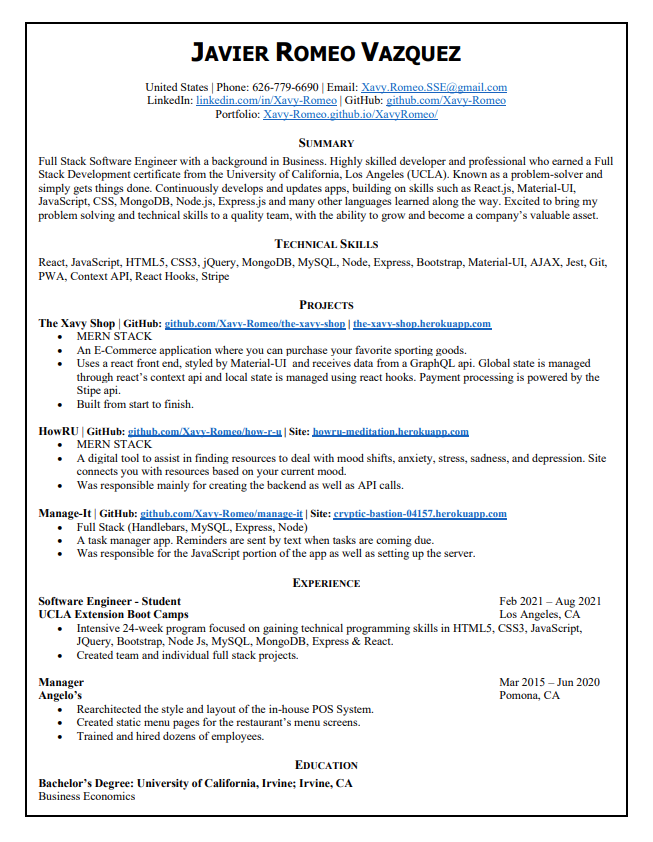 JAVIER ROMEO VAZQUEZ
United States | Phone: 626-779-6690 | Email: Xavy.Romeo.SSE@gmail.com
LinkedIn: linkedin.com/in/Xavy-Romeo | GitHub: github.com/Xavy-Romeo
Portfolio: Xavy-Romeo.github.io/XavyRomeo/
SUMMARY
Full Stack Software Engineer with a background in Business. Highly skilled developer and professional who earned a Full
Stack Development certificate from the University of California, Los Angeles (UCLA). Known as a problem-solver and
simply gets things done. Continuously develops and updates apps, building on skills such as React.js, Material-UI,
JavaScript, CSS, MongoDB, Node.js, Express.js and many other languages learned along the way. Excited to bring my
problem solving and technical skills to a quality team, with the ability to grow and become a company's valuable asset.
TECHNICAL SKILLS
React, JavaScript, HTML5, CSS3, jQuery, MongoDB, MySQL, Node, Express, Bootstrap, Material-UI, AJAX, Jest, Git,
PWA, Context API, React Hooks, Stripe
PROJECTS
The Xavy Shop | GitHub: github.com/Xavy-Romeo/the-xavy-shop | the-xavy-shop.herokuapp.com
• MERN STACK
• An E-Commerce application where you can purchase your favorite sporting goods.
• Uses a react front end, styled by Material-UI and receives data from a GraphQL api. Global state is managed
through react's context api and local state is managed using react hooks. Payment processing is powered by the
Stipe api.
• Built from start to finish.
HowRU | GitHub: github.com/Xavy-Romeo/how-r-u | Site: howru-meditation.herokuapp.com
• MERN STACK
• A digital tool to assist in finding resources to deal with mood shifts, anxiety, stress, sadness, and depression. Site
connects you with resources based on your current mood.
• Was responsible mainly for creating the backend as well as API calls.
Manage-It | GitHub: github.com/Xavy-Romeo/manage-it | Site: cryptic-bastion-04157.herokuapp.com
• Full Stack (Handlebars, MySQL, Express, Node)
• A task manager app. Reminders are sent by text when tasks are coming due.
• Was responsible for the JavaScript portion of the app as well as setting up the server.
EXPERIENCE
Software Engineer - Student Feb 2021 – Aug 2021
UCLA Extension Boot Camps Los Angeles, CA
• Intensive 24-week program focused on gaining technical programming skills in HTML5, CSS3, JavaScript,
JQuery, Bootstrap, Node Js, MySQL, MongoDB, Express & React.
• Created team and individual full stack projects.
Manager Mar 2015 – Jun 2020
Angelo's Pomona, CA
• Rearchitected the style and layout of the in-house POS System.
• Created static menu pages for the restaurant's menu screens.
• Trained and hired dozens of employees.
EDUCATION
Bachelor's Degree: University of California, Irvine; Irvine, CA
Business Economics